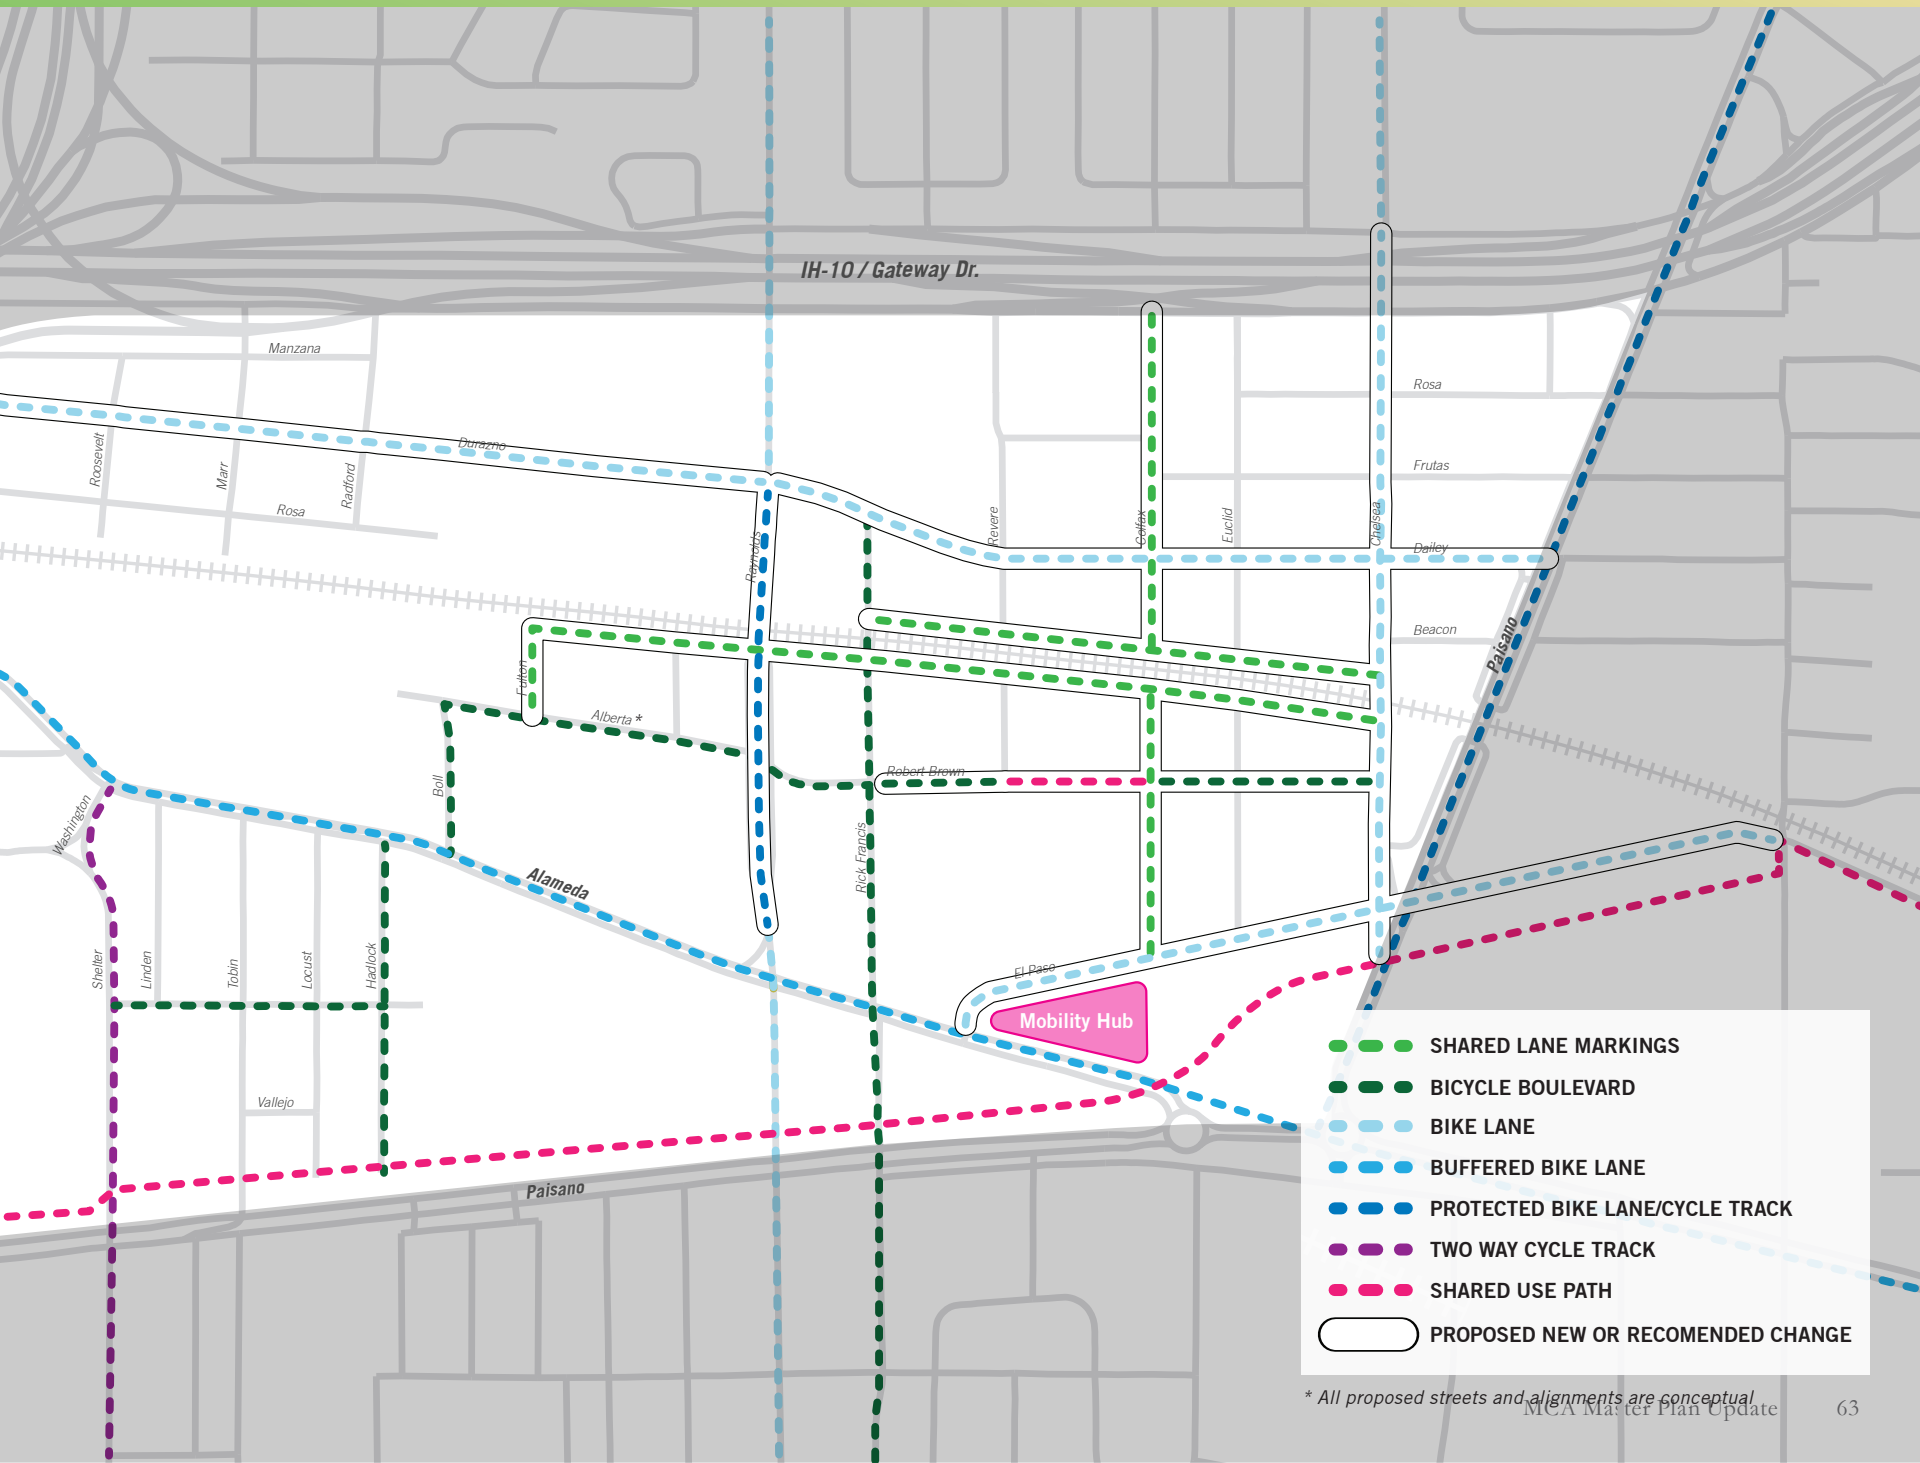 IH-10 / Gateway Dr.
Manzana
Rosa
Durazno
Roosevelt
Marr
Radford
Rosa
Frutas
Raynolds
Revere
Colfax
Euclid
Chelsea
Dailey
Beacon
Paisano
Fulton
Alberta *
Boll
Robert Brown
Washington
Alameda
Rick Francis
Shelter
Linden
Tobin
Locust
Hadlock
El Paso
Mobility Hub
Vallejo
Paisano
SHARED LANE MARKINGS
BICYCLE BOULEVARD
BIKE LANE
BUFFERED BIKE LANE
PROTECTED BIKE LANE/CYCLE TRACK
TWO WAY CYCLE TRACK
SHARED USE PATH
PROPOSED NEW OR RECOMENDED CHANGE
* All proposed streets and alignments are conceptual
MCA Master Plan Update 63